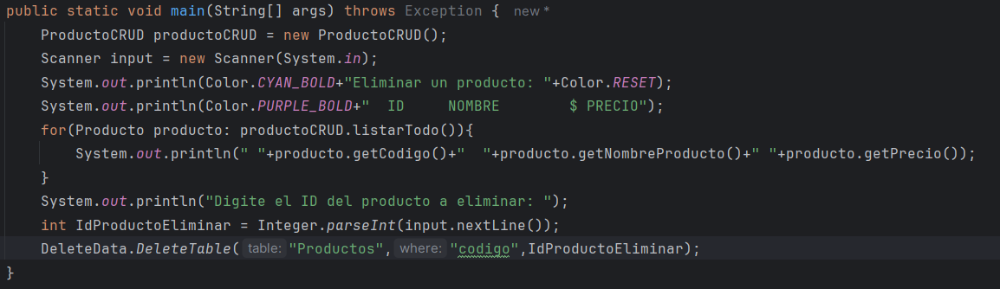 public static void main(String[] args) throws Exception { new *
    ProductoCRUD productoCRUD = new ProductoCRUD();
    Scanner input = new Scanner(System.in);
    System.out.println(Color.CYAN_BOLD+"Eliminar un producto: "+Color.RESET);
    System.out.println(Color.PURPLE_BOLD+"  ID     NOMBRE        $ PRECIO");
    for(Producto producto: productoCRUD.listarTodo()){
        System.out.println(" "+producto.getCodigo()+"  "+producto.getNombreProducto()+" "+producto.getPrecio());
    }
    System.out.println("Digite el ID del producto a eliminar: ");
    int IdProductoEliminar = Integer.parseInt(input.nextLine());
    DeleteData.DeleteTable( table: "Productos", where: "codigo",IdProductoEliminar);
}